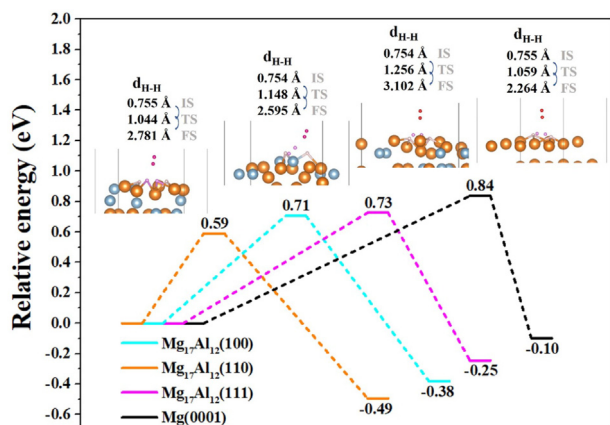 2.0
1.8
1.6
1.4
1.2
1.0
0.8
0.6
0.4
0.2
0.0
-0.2
-0.4
-0.6
Relative energy (eV)
d H-H
0.755 Å IS
1.044 Å TS
2.781 Å FS
d H-H
0.754 Å IS
1.148 Å TS
2.595 Å FS
d H-H
0.754 Å IS
1.256 Å TS
3.102 Å FS
d H-H
0.755 Å IS
1.059 Å TS
2.264 Å FS
0.59
0.71
0.73
0.84
-0.49
-0.38
-0.25
-0.10
Mg17Al12(100)
Mg17Al12(110)
Mg17Al12(111)
Mg(0001)